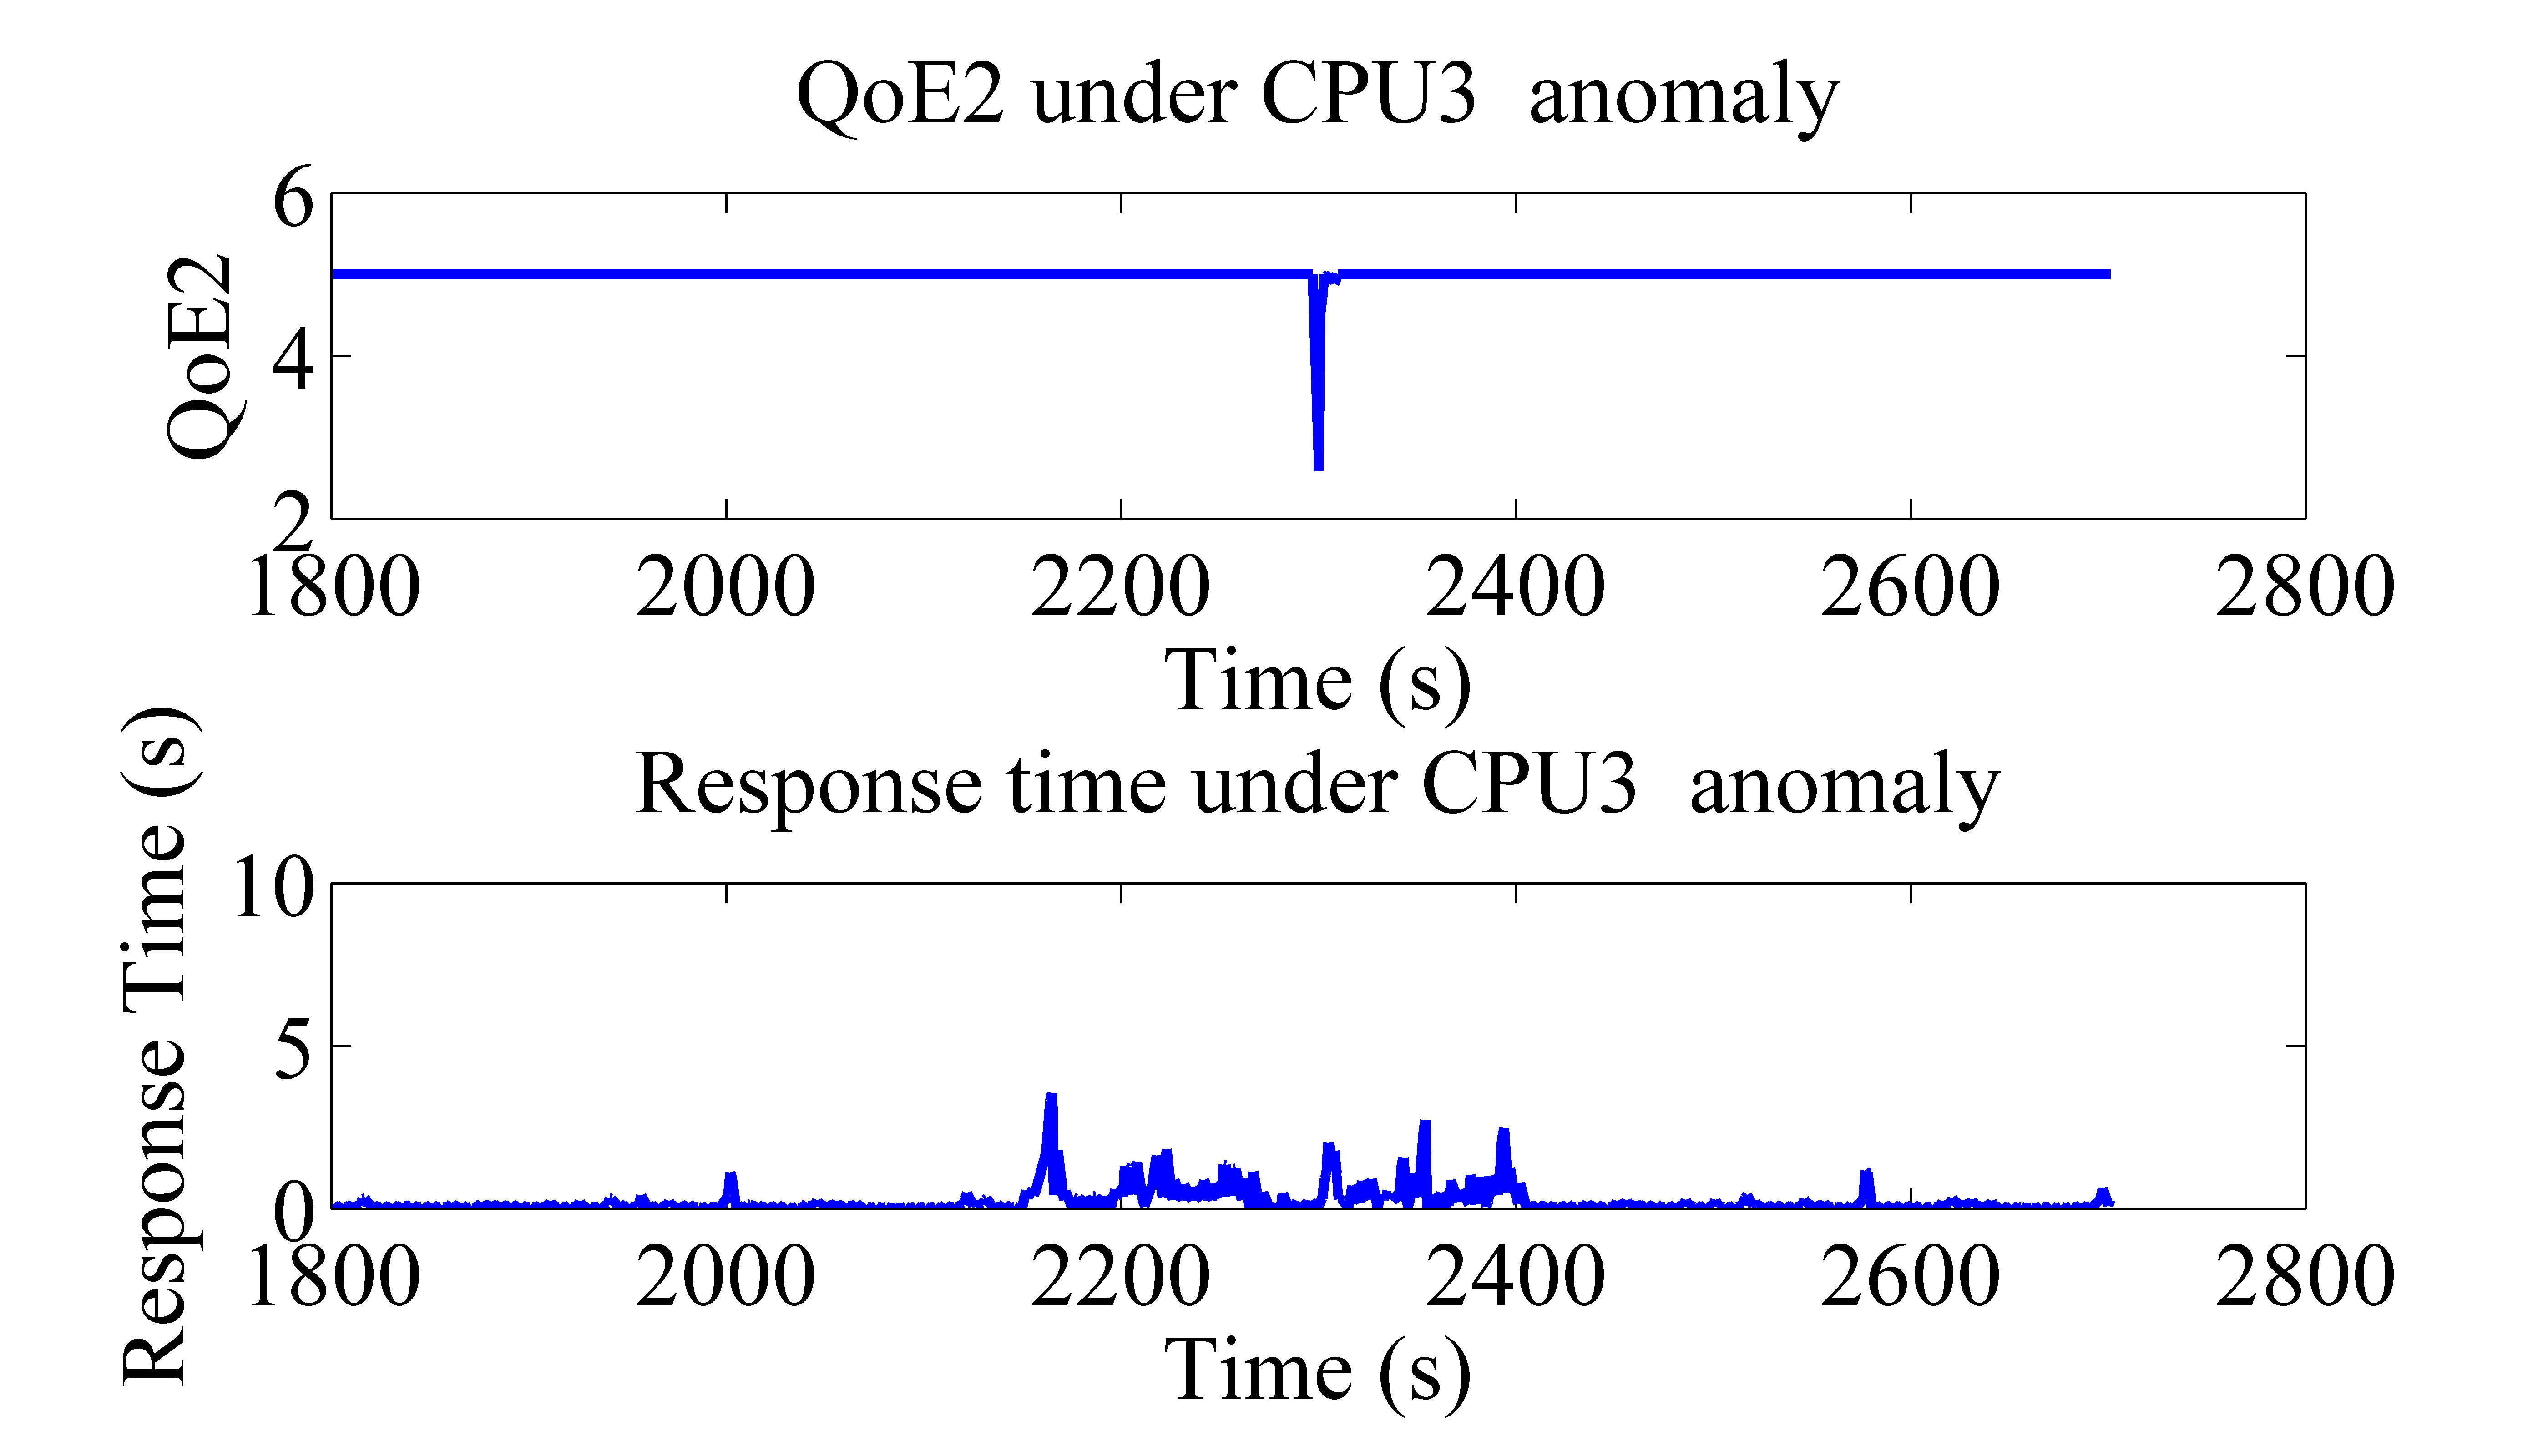 QoE2 under CPU3  anomaly
QoE2
6
4
2
1800 2000 2200 2400 2600 2800
Time (s)
Response time under CPU3  anomaly
Response Time (s)
10
5
0
1800 2000 2200 2400 2600 2800
Time (s)